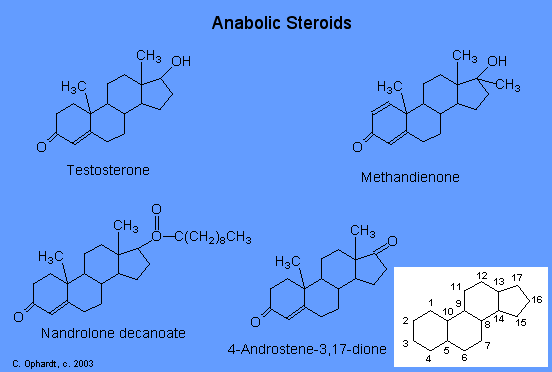 Anabolic Steroids
CH₃
OH
H₃C
O
Testosterone
CH₃
OH
CH₃
H₃C
O
Methandienone
O
CH₃
O
C(CH₂)₈CH₃
H₃C
O
Nandrolone decanoate
CH₃
O
H₃C
O
4-Androstene-3,17-dione
12
17
11
13
16
1
9
14
15
2
10
8
3
5
7
4
6
C. Ophardt, c. 2003